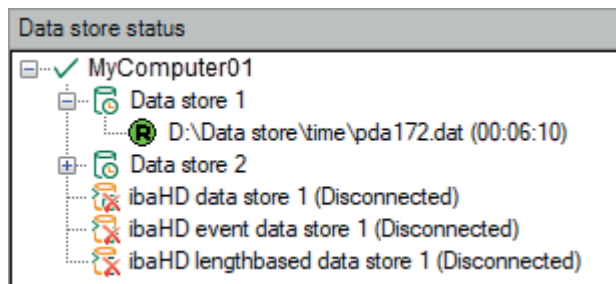 Data store status
MyComputer01
Data store 1
R D:\Data store\time\pda172.dat (00:06:10)
Data store 2
ibaHD data store 1 (Disconnected)
ibaHD event data store 1 (Disconnected)
ibaHD lengthbased data store 1 (Disconnected)